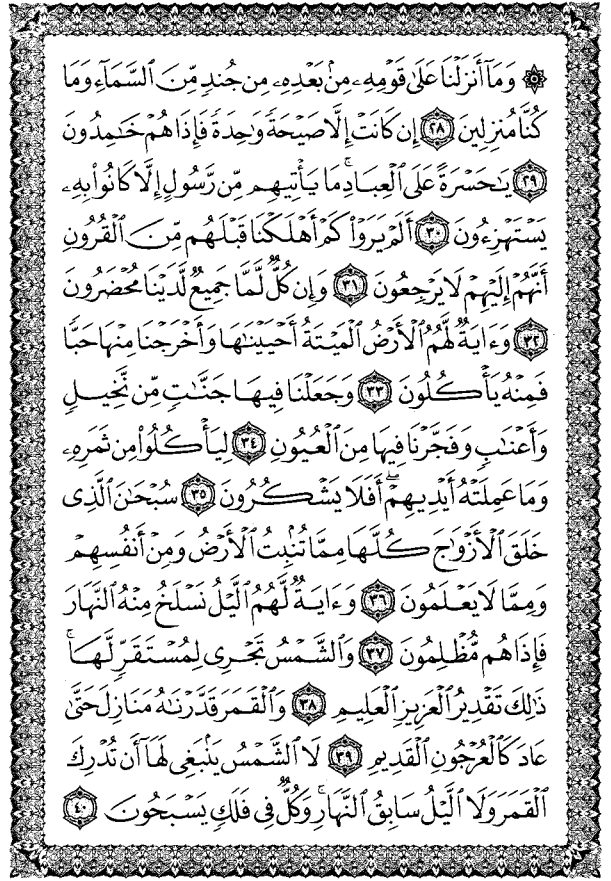 ۞ وَمَآ أَنزَلْنَا عَلَىٰ قَوْمِهِۦ مِنۢ بَعْدِهِۦ مِن جُندٍ مِّنَ ٱلسَّمَآءِ وَمَا
كُنَّا مُنزِلِينَ ٢٨ إِن كَانَتْ إِلَّا صَيْحَةً وَٰحِدَةً فَإِذَا هُمْ خَٰمِدُونَ
٢٩ يَٰحَسْرَةً عَلَى ٱلْعِبَادِ ۚ مَا يَأْتِيهِم مِّن رَّسُولٍ إِلَّا كَانُوا۟ بِهِۦ
يَسْتَهْزِءُونَ ٣٠ أَلَمْ يَرَوْا۟ كَمْ أَهْلَكْنَا قَبْلَهُم مِّنَ ٱلْقُرُونِ
أَنَّهُمْ إِلَيْهِمْ لَا يَرْجِعُونَ ٣١ وَإِن كُلٌّ لَّمَّا جَمِيعٌ لَّدَيْنَا مُحْضَرُونَ
٣٢ وَءَايَةٌ لَّهُمُ ٱلْأَرْضُ ٱلْمَيْتَةُ أَحْيَيْنَٰهَا وَأَخْرَجْنَا مِنْهَا حَبًّا
فَمِنْهُ يَأْكُلُونَ ٣٣ وَجَعَلْنَا فِيهَا جَنَّٰتٍ مِّن نَّخِيلٍ
وَأَعْنَٰبٍ وَفَجَّرْنَا فِيهَا مِنَ ٱلْعُيُونِ ٣٤ لِيَأْكُلُوا۟ مِن ثَمَرِهِۦ
وَمَا عَمِلَتْهُ أَيْدِيهِمْ ۖ أَفَلَا يَشْكُرُونَ ٣٥ سُبْحَٰنَ ٱلَّذِى
خَلَقَ ٱلْأَزْوَٰجَ كُلَّهَا مِمَّا تُنۢبِتُ ٱلْأَرْضُ وَمِنْ أَنفُسِهِمْ
وَمِمَّا لَا يَعْلَمُونَ ٣٦ وَءَايَةٌ لَّهُمُ ٱلَّيْلُ نَسْلَخُ مِنْهُ ٱلنَّهَارَ
فَإِذَا هُم مُّظْلِمُونَ ٣٧ وَٱلشَّمْسُ تَجْرِى لِمُسْتَقَرٍّ لَّهَا ۚ
ذَٰلِكَ تَقْدِيرُ ٱلْعَزِيزِ ٱلْعَلِيمِ ٣٨ وَٱلْقَمَرَ قَدَّرْنَٰهُ مَنَازِلَ حَتَّىٰ
عَادَ كَٱلْعُرْجُونِ ٱلْقَدِيمِ ٣٩ لَا ٱلشَّمْسُ يَنۢبَغِى لَهَآ أَن تُدْرِكَ
ٱلْقَمَرَ وَلَا ٱلَّيْلُ سَابِقُ ٱلنَّهَارِ ۚ وَكُلٌّ فِى فَلَكٍ يَسْبَحُونَ ٤٠